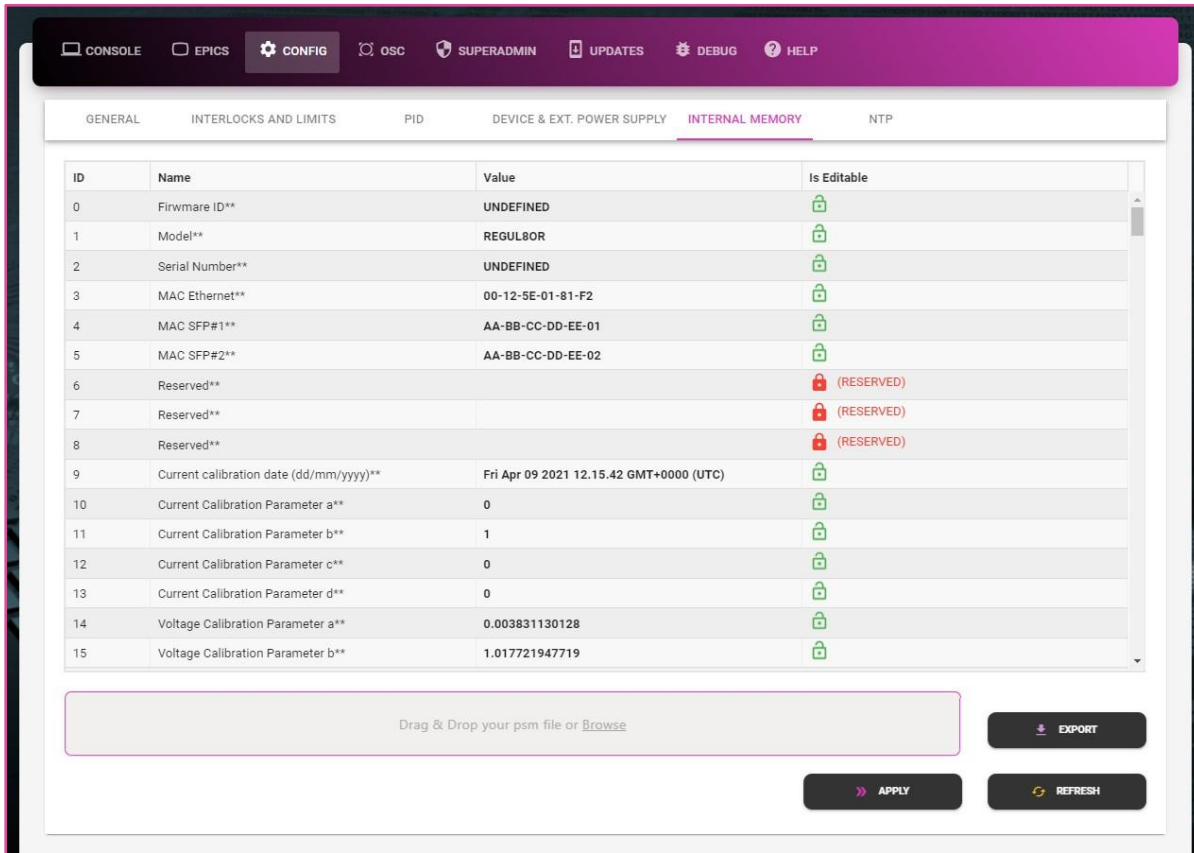 CONSOLE EPICS CONFIG OSC SUPERADMIN UPDATES DEBUG HELP
GENERAL INTERLOCKS AND LIMITS PID DEVICE & EXT. POWER SUPPLY INTERNAL MEMORY NTP
ID Name Value Is Editable
0 Firwmare ID** UNDEFINED
1 Model** REGUL8OR
2 Serial Number** UNDEFINED
3 MAC Ethernet** 00-12-5E-01-81-F2
4 MAC SFP#1** AA-BB-CC-DD-EE-01
5 MAC SFP#2** AA-BB-CC-DD-EE-02
6 Reserved** (RESERVED)
7 Reserved** (RESERVED)
8 Reserved** (RESERVED)
9 Current calibration date (dd/mm/yyyy)** Fri Apr 09 2021 12.15.42 GMT+0000 (UTC)
10 Current Calibration Parameter a** 0
11 Current Calibration Parameter b** 1
12 Current Calibration Parameter c** 0
13 Current Calibration Parameter d** 0
14 Voltage Calibration Parameter a** 0.003831130128
15 Voltage Calibration Parameter b** 1.017721947719
Drag & Drop your psm file or Browse
EXPORT
APPLY REFRESH